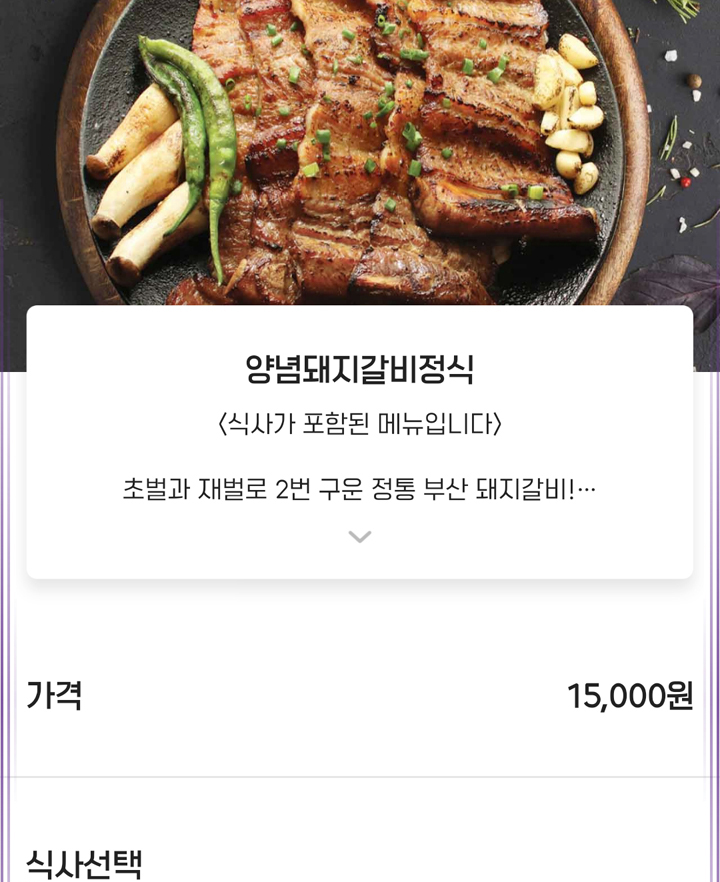 양념돼지갈비정식
<식사가 포함된 메뉴입니다>
초벌과 재벌로 2번 구운 정통 부산 돼지갈비!…
가격
15,000원
식사선택